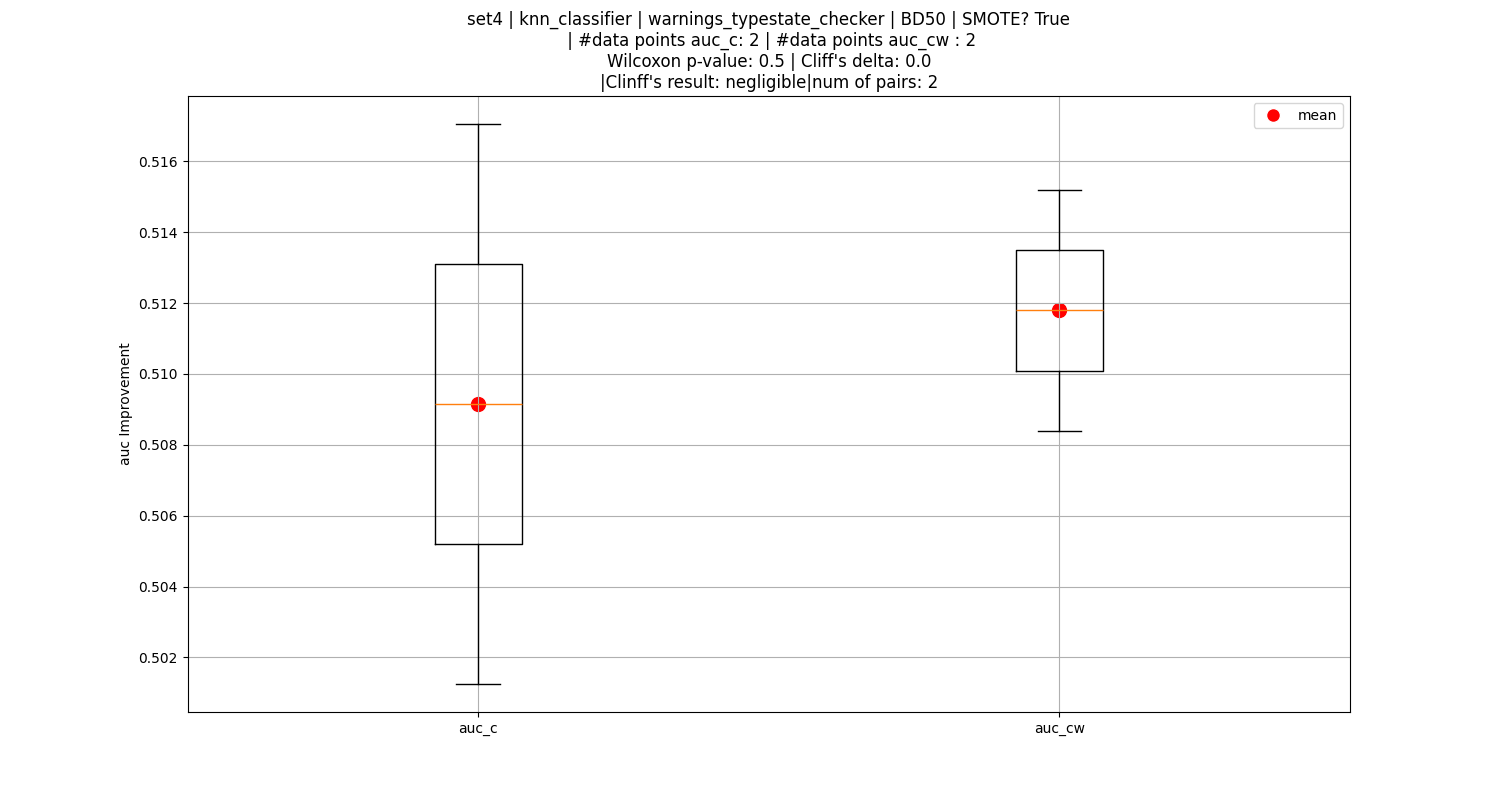 set4 | knn_classifier | warnings_typestate_checker | BD50 | SMOTE? True
| #data points auc_c: 2 | #data points auc_cw : 2
Wilcoxon p-value: 0.5 | Cliff's delta: 0.0
|Clinff's result: negligible|num of pairs: 2
mean
0.516
0.514
0.512
0.510
0.508
0.506
0.504
0.502
auc Improvement
auc_c
auc_cw